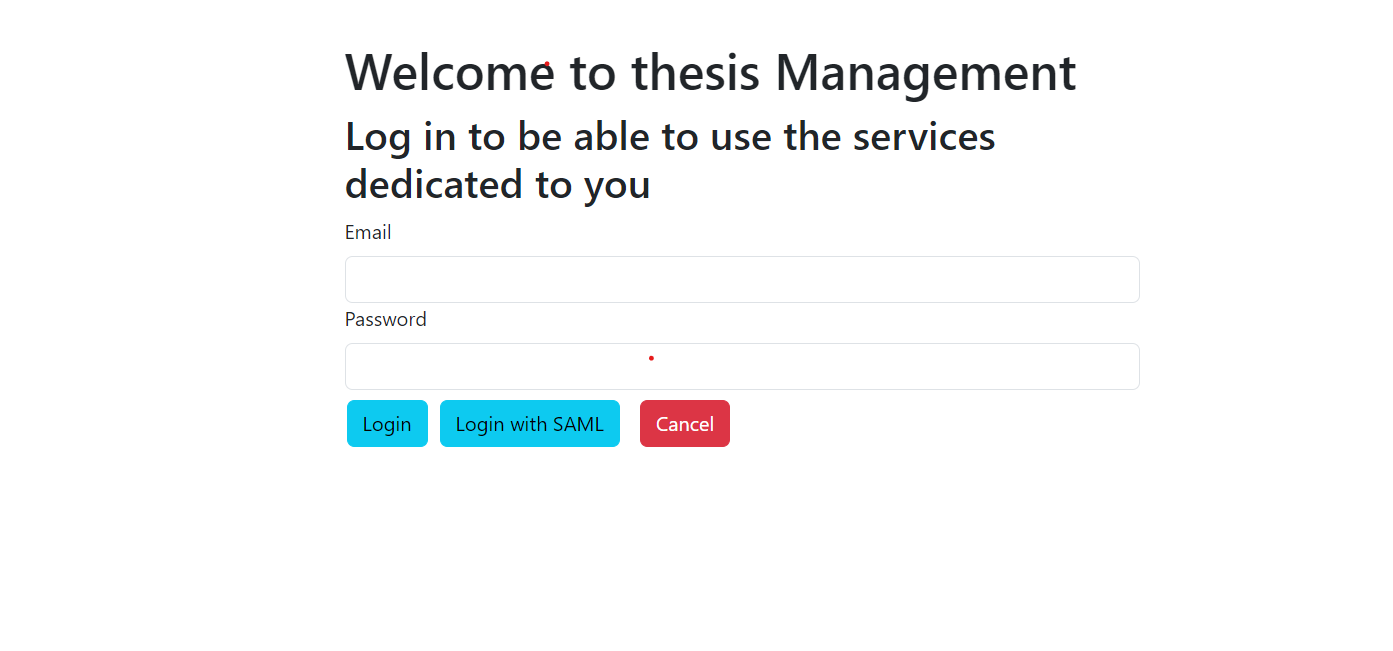 Welcome to thesis Management
Log in to be able to use the services
dedicated to you
Email
Password
Login
Login with SAML
Cancel